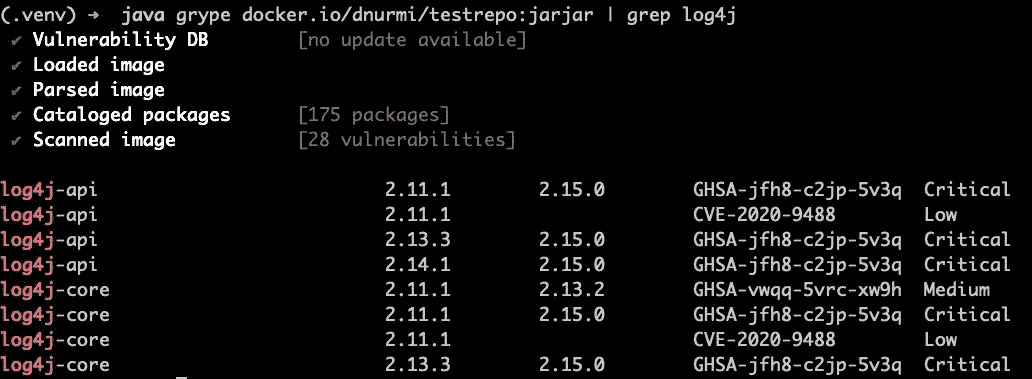 (.venv) → java grype docker.io/dnurmi/testrepo:jarjar | grep log4j
✔ Vulnerability DB [no update available]
✔ Loaded image
✔ Parsed image
✔ Cataloged packages [175 packages]
✔ Scanned image [28 vulnerabilities]
log4j-api 2.11.1 2.15.0 GHSA-jfh8-c2jp-5v3q Critical
log4j-api 2.11.1 CVE-2020-9488 Low
log4j-api 2.13.3 2.15.0 GHSA-jfh8-c2jp-5v3q Critical
log4j-api 2.14.1 2.15.0 GHSA-jfh8-c2jp-5v3q Critical
log4j-core 2.11.1 2.13.2 GHSA-vwqq-5vrc-xw9h Medium
log4j-core 2.11.1 2.15.0 GHSA-jfh8-c2jp-5v3q Critical
log4j-core 2.11.1 CVE-2020-9488 Low
log4j-core 2.13.3 2.15.0 GHSA-jfh8-c2jp-5v3q Critical